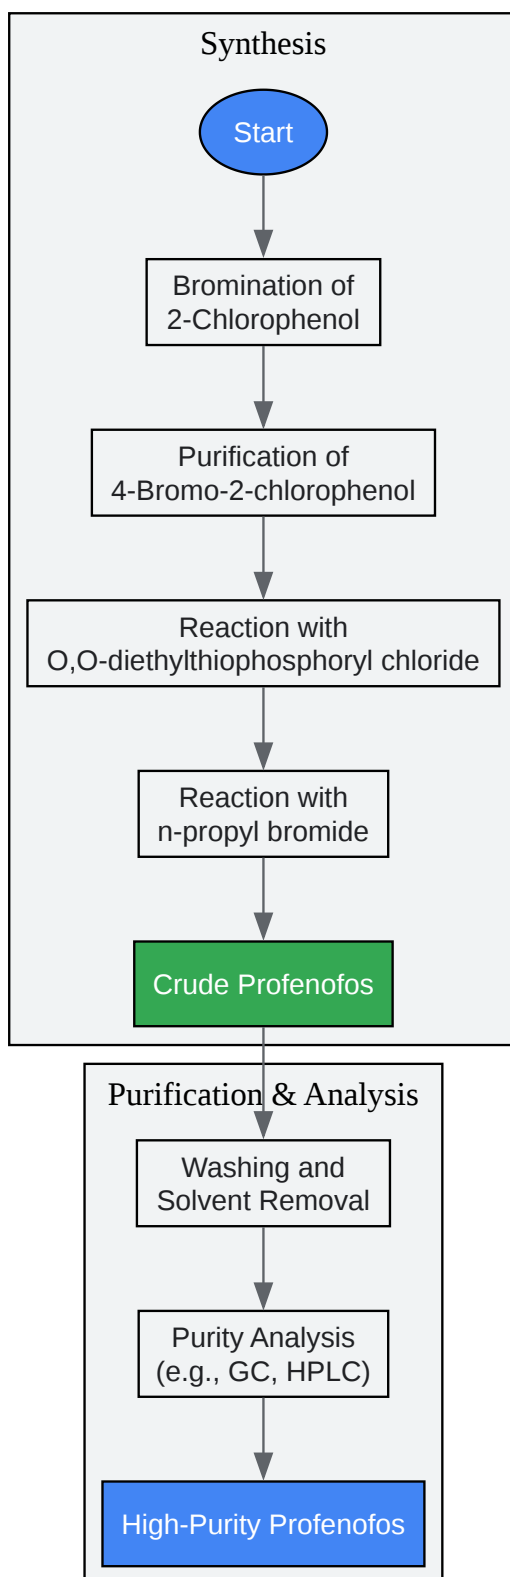 Synthesis
Start
Bromination of
2-Chlorophenol
Purification of
4-Bromo-2-chlorophenol
Reaction with
O,O-diethylthiophosphoryl chloride
Reaction with
n-propyl bromide
Crude Profenofos
Purification & Analysis
Washing and
Solvent Removal
Purity Analysis
(e.g., GC, HPLC)
High-Purity Profenofos